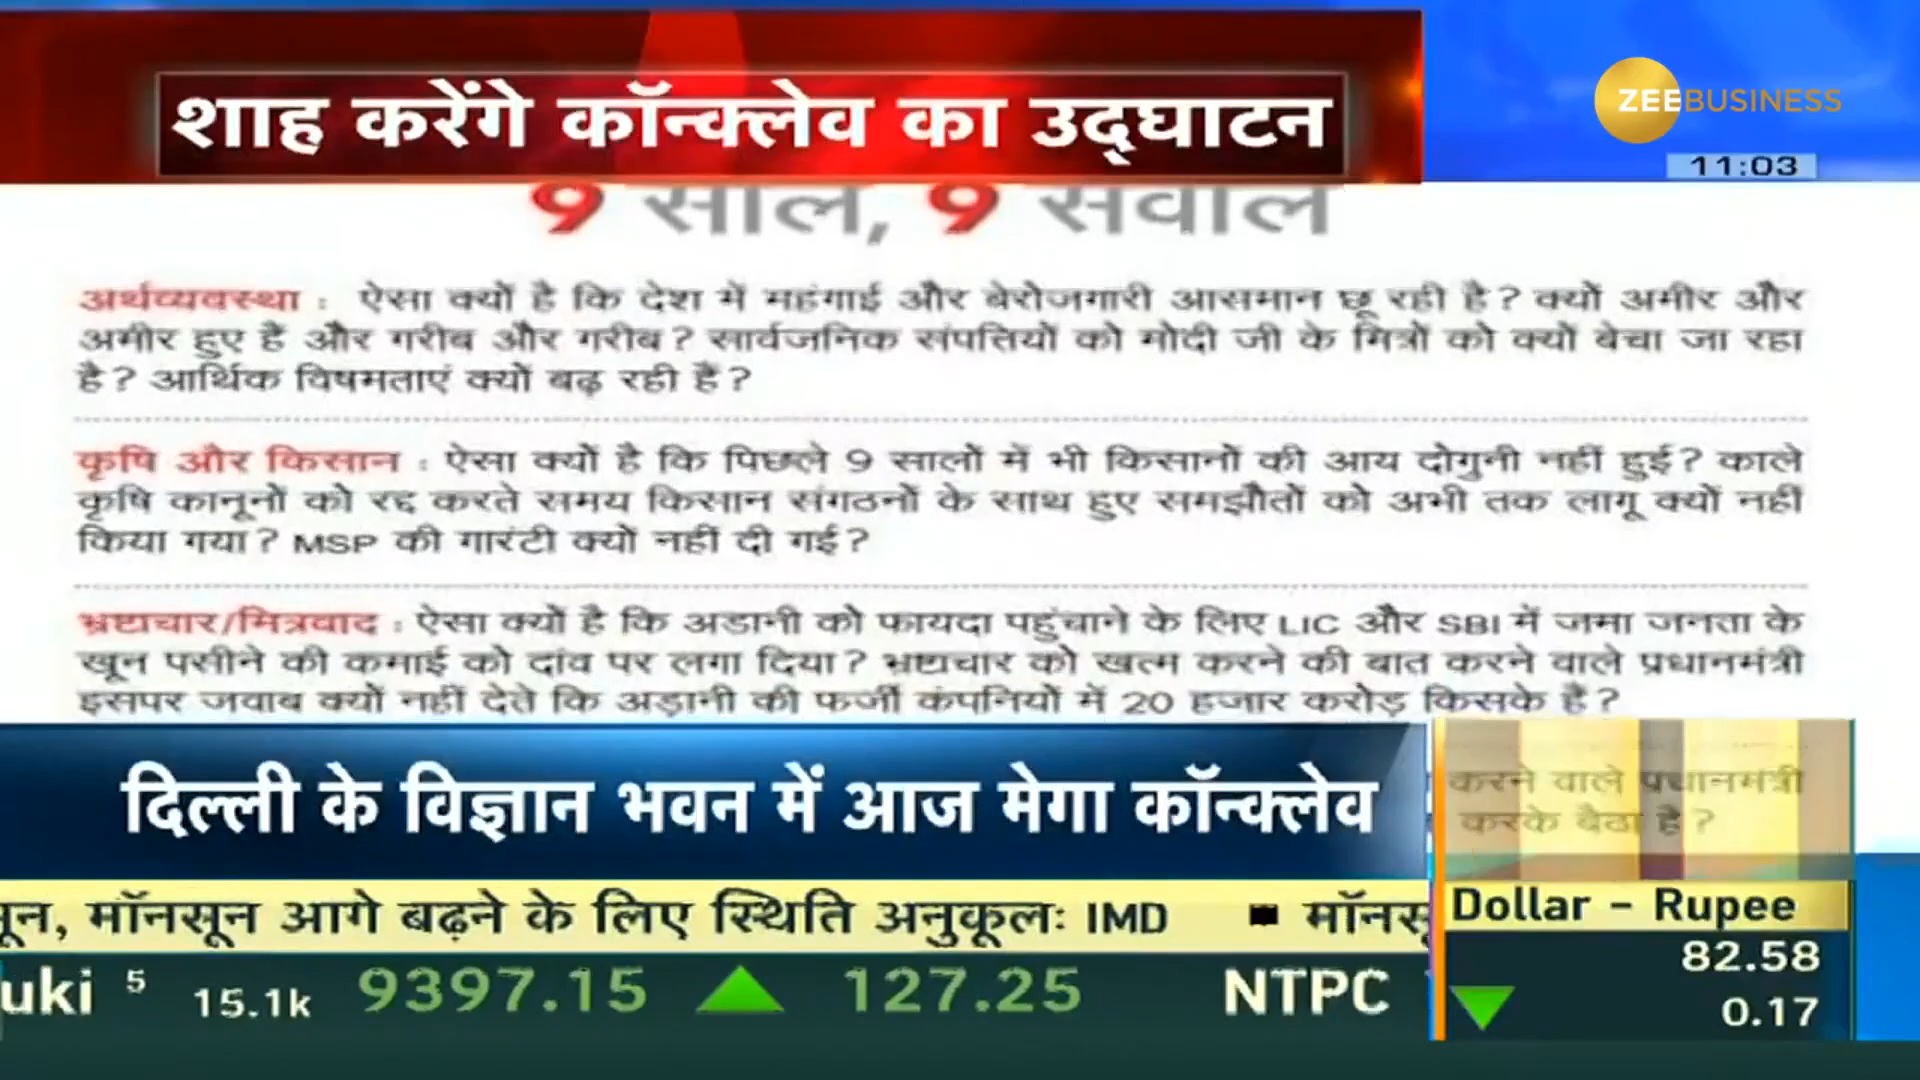 शाह करेंगे कॉन्क्लेव का उद्घाटन
ZEEBUSINESS
11:03
9 साल, 9 सवाल
अर्थव्यवस्था : ऐसा क्यों है कि देश में महंगाई और बेरोजगारी आसमान छू रही है? क्यों अमीर और
अमीर हुए हैं और गरीब और गरीब? सार्वजनिक संपत्तियों को मोदी जी के मित्रों को क्यों बेचा जा रहा
है? आर्थिक विषमताएं क्यों बढ़ रही हैं?
कृषि और किसान : ऐसा क्यों है कि पिछले 9 सालों में भी किसानों की आय दोगुनी नहीं हुई? काले
कृषि कानूनों को रद्द करते समय किसान संगठनों के साथ हुए समझौतों को अभी तक लागू क्यों नहीं
किया गया? MSP की गारंटी क्यों नहीं दी गई?
भ्रष्टाचार/मित्रवाद : ऐसा क्यों है कि अडानी को फायदा पहुंचाने के लिए LIC और SBI में जमा जनता के
खून पसीने की कमाई को दांव पर लगा दिया? भ्रष्टाचार को खत्म करने की बात करने वाले प्रधानमंत्री
इसपर जवाब क्यों नहीं देते कि अड़ानी की फर्जी कंपनियों में 20 हजार करोड़ किसके हैं?
करने वाले प्रधानमंत्री
करके बैठा है?
दिल्ली के विज्ञान भवन में आज मेगा कॉन्क्लेव
मॉनसून आगे बढ़ने के लिए स्थिति अनुकूलः IMD ■ मॉनसू
Dollar - Rupee
82.58
0.17
uki 5 15.1k 9397.15 ▲ 127.25 NTPC